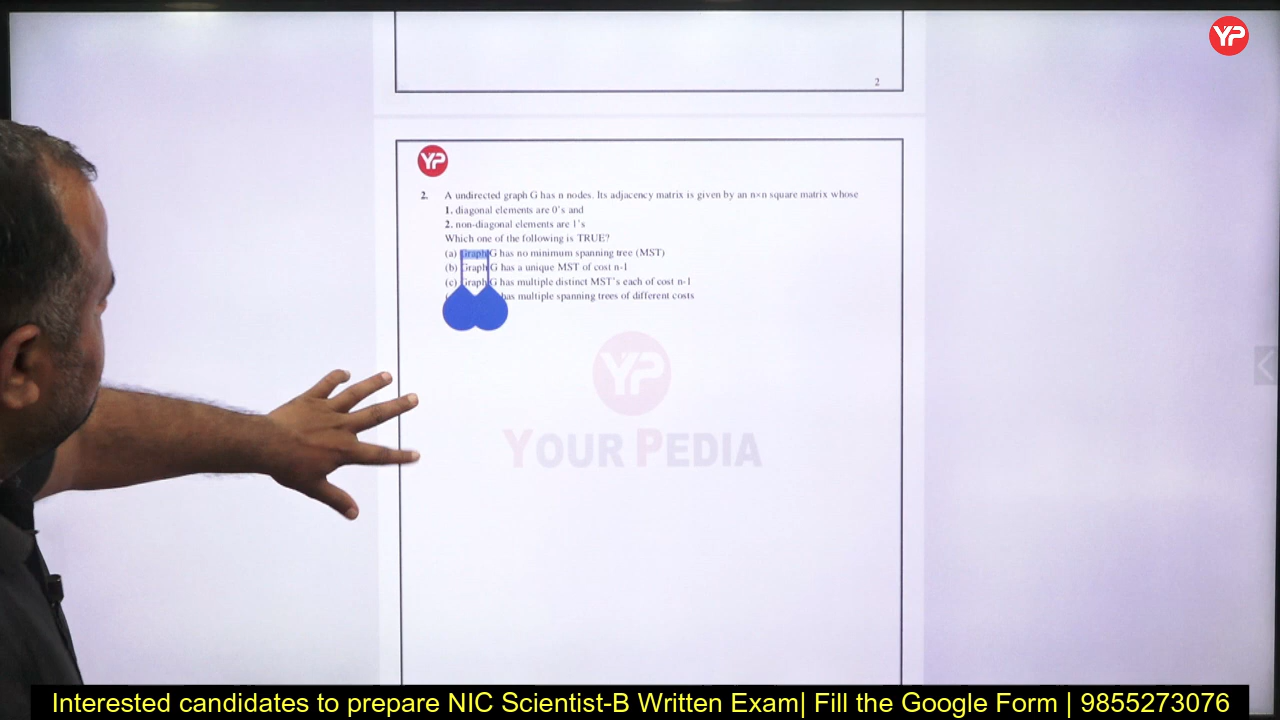 YP
2
YP
2. A undirected graph G has n nodes. Its adjacency matrix is given by an n×n square matrix whose
1. diagonal elements are 0's and
2. non-diagonal elements are 1's
Which one of the following is TRUE?
(a) Graph G has no minimum spanning tree (MST)
(b) Graph G has a unique MST of cost n-1
(c) Graph G has multiple distinct MST's each of cost n-1
has multiple spanning trees of different costs
YP
YOUR PEDIA
Interested candidates to prepare NIC Scientist-B Written Exam| Fill the Google Form | 9855273076